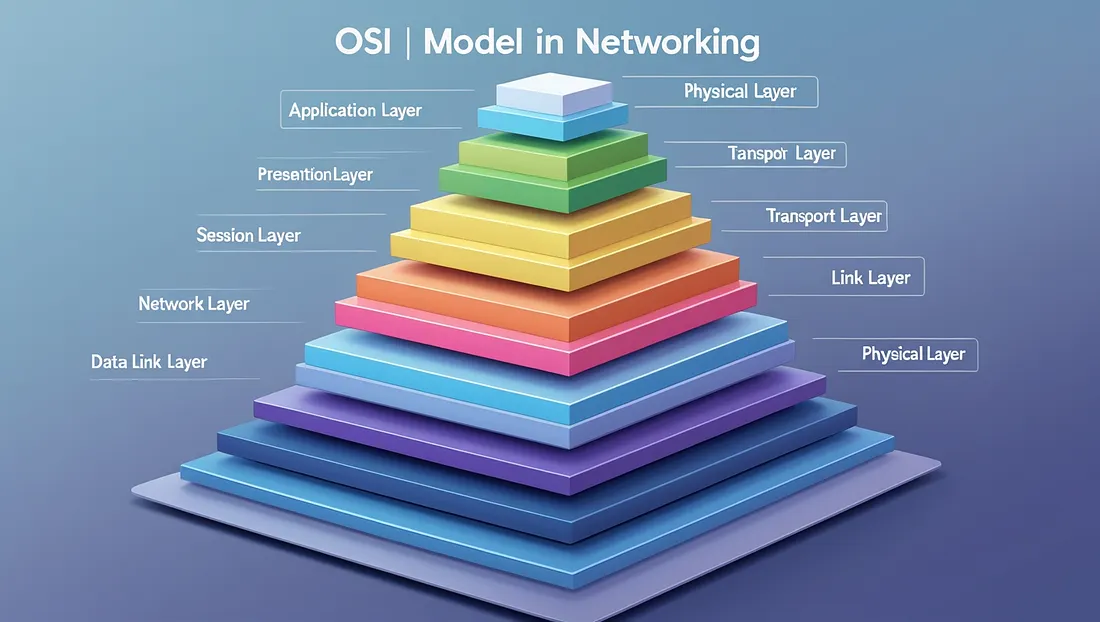 OSI | Model in Networking
Application Layer
Physical Layer
PresentionLayer
Tanspor Layer
Session Layer
Transport Layer
Network Layer
Link Layer
Data Link Layer
Physical Layer